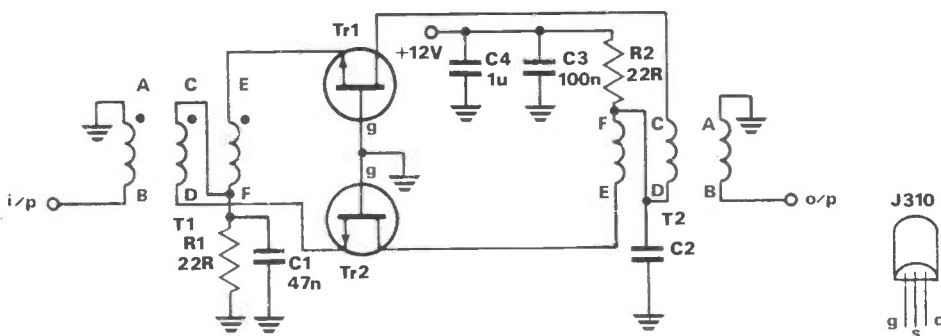 Tr1
+12V
C4
1u
C3
100n
R2
22R
A
C
E
g
F
C
A
i/p
B
D
F
g
E
D
B
o/p
T1
R1
22R
C1
47n
Tr2
T2
C2
J310
g
s
d